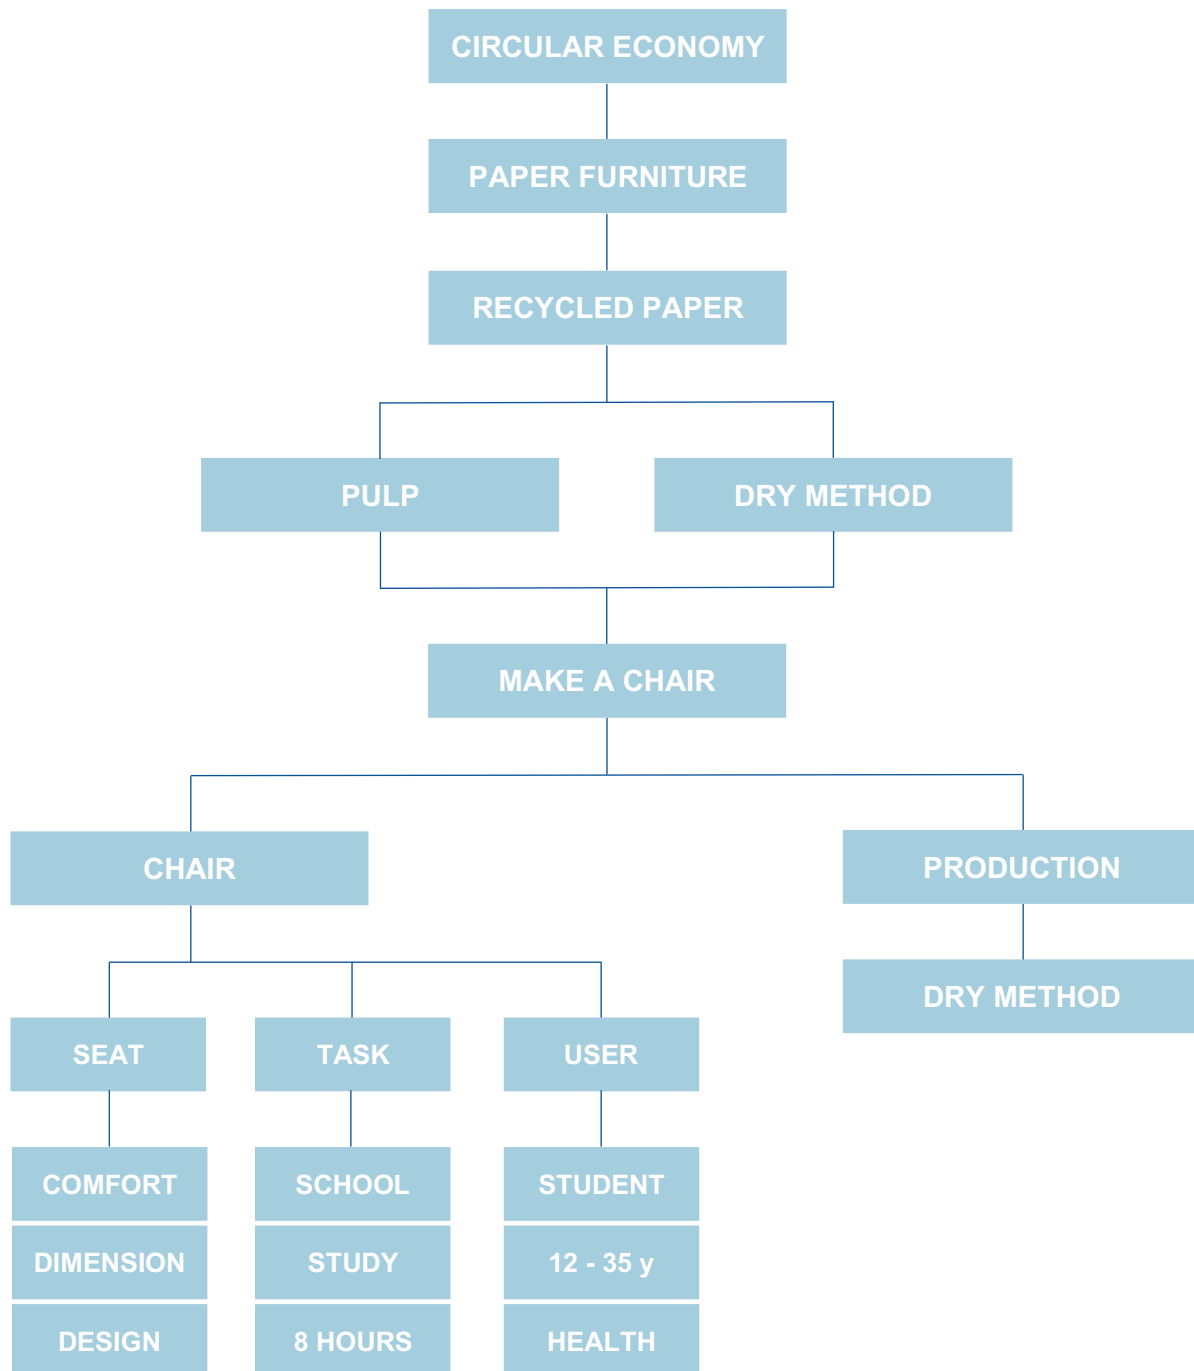 CIRCULAR ECONOMY
PAPER FURNITURE
RECYCLED PAPER
PULP
DRY METHOD
MAKE A CHAIR
CHAIR
PRODUCTION
DRY METHOD
SEAT
TASK
USER
COMFORT
SCHOOL
STUDENT
DIMENSION
STUDY
12 - 35 y
DESIGN
8 HOURS
HEALTH